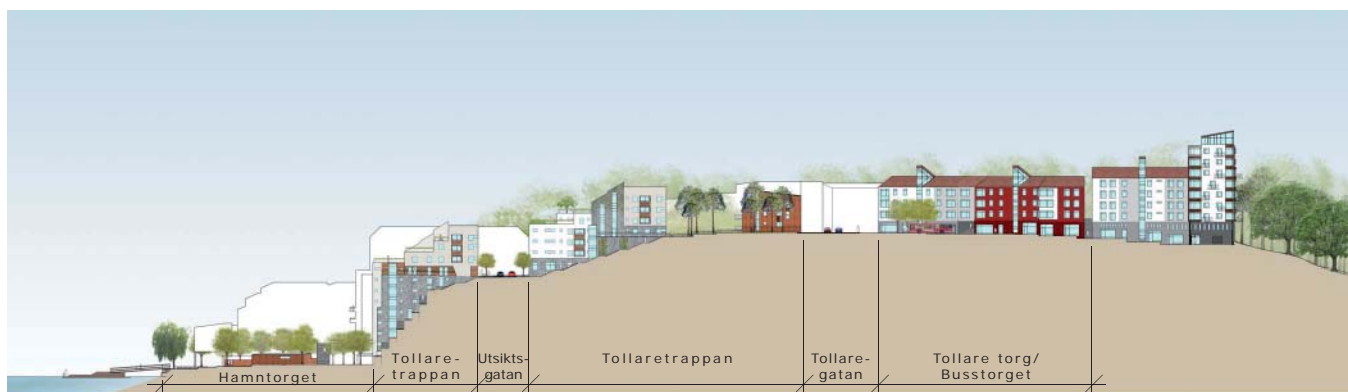 Hamntorget
Tollare-
trappan
Utsikts-
gatan
Tollaretrappan
Tollare-
gatan
Tollare torg/
Busstorget